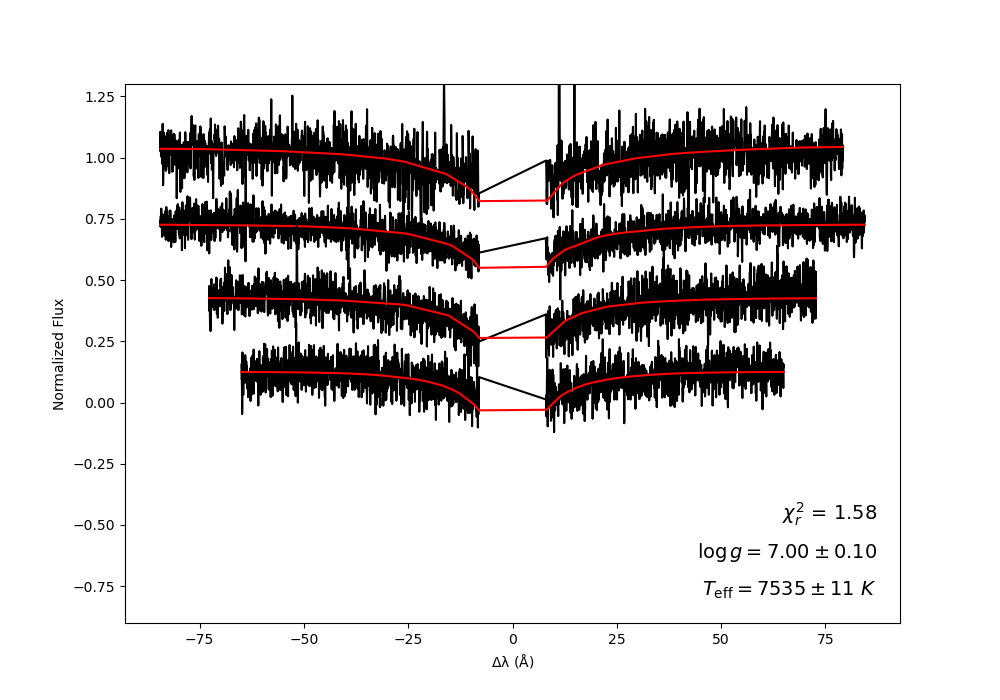 1.25
1.00
0.75
0.50
0.25
0.00
−0.25
−0.50
−0.75
Normalized Flux
χ²ᵣ = 1.58
log g = 7.00 ± 0.10
T_eff = 7535 ± 11 K
−75 −50 −25 0 25 50 75
Δλ (Å)